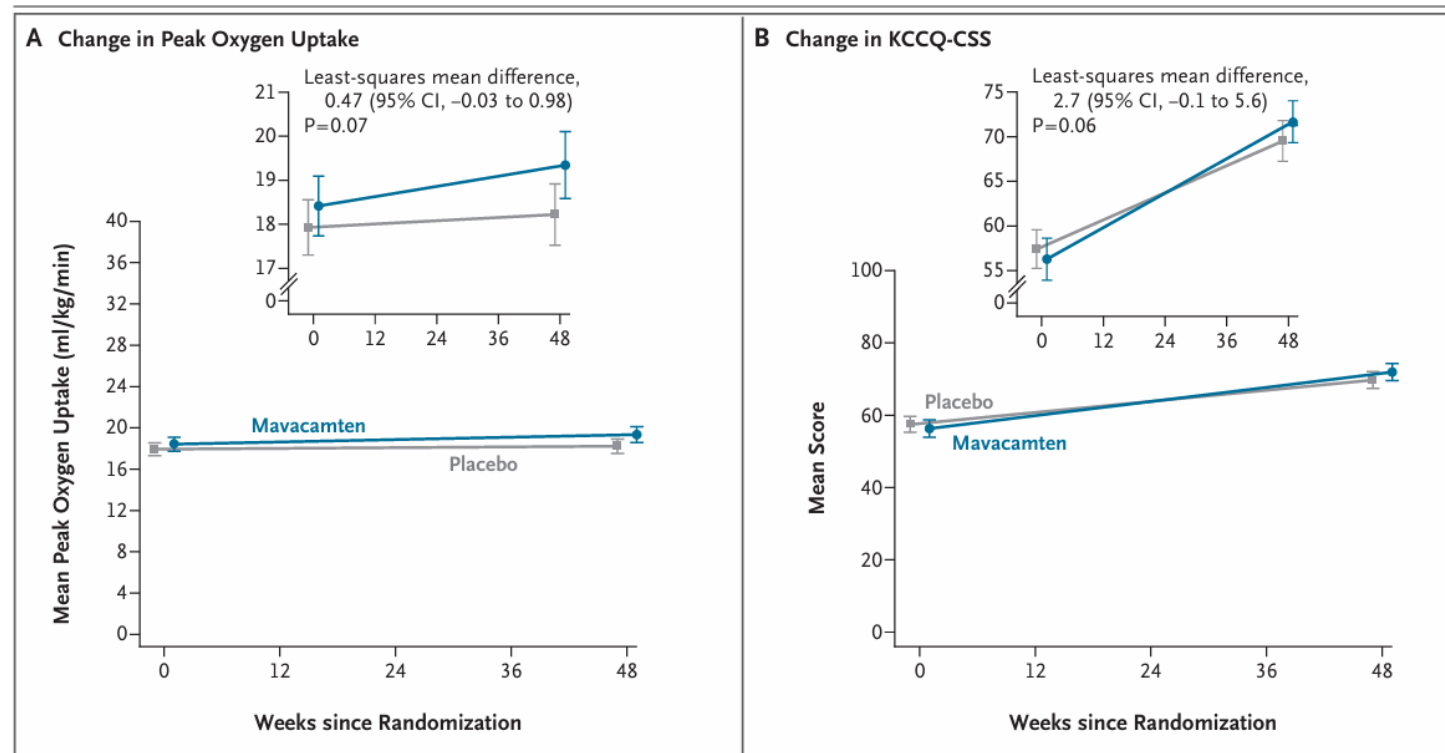 A Change in Peak Oxygen Uptake
Least-squares mean difference,
0.47 (95% CI, –0.03 to 0.98)
P=0.07
21
20
19
18
17
0
0 12 24 36 48
40
36
32
28
24
20
16
12
8
4
0
Mean Peak Oxygen Uptake (ml/kg/min)
Mavacamten
Placebo
0 12 24 36 48
Weeks since Randomization
B Change in KCCQ-CSS
Least-squares mean difference,
2.7 (95% CI, –0.1 to 5.6)
P=0.06
75
70
65
60
55
0
0 12 24 36 48
100
80
60
40
20
0
Mean Score
Placebo
Mavacamten
0 12 24 36 48
Weeks since Randomization